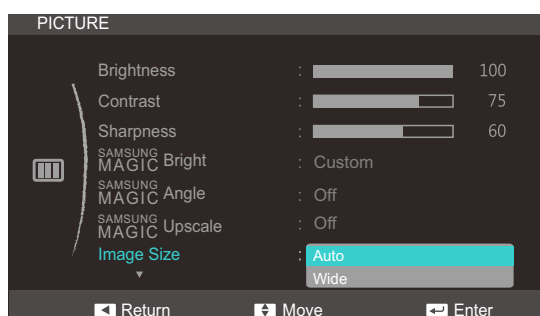 PICTURE
Brightness : 100
Contrast : 75
Sharpness : 60
SAMSUNG MAGIC Bright : Custom
SAMSUNG MAGIC Angle : Off
SAMSUNG MAGIC Upscale : Off
Image Size : Auto
Wide
Return Move Enter